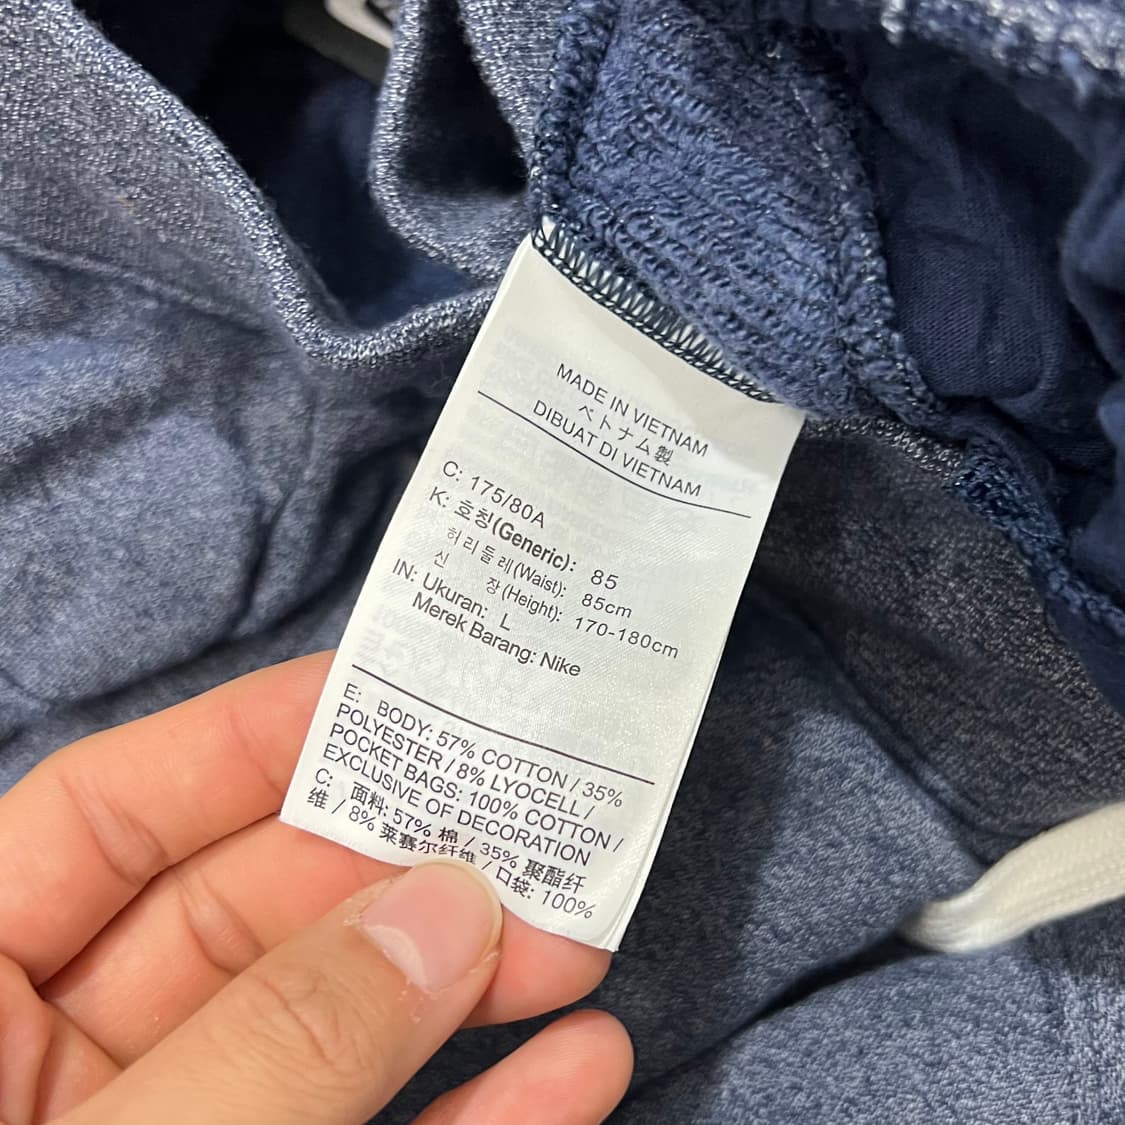 MADE IN VIETNAM
ベトナム製
DIBUAT DI VIETNAM
C: 175/80A
K: 호칭(Generic): 85
허리둘레(Waist): 85cm
신 장(Height): 170-180cm
IN: Ukuran: L
Merek Barang: Nike
E: BODY: 57% COTTON / 35%
POLYESTER / 8% LYOCELL /
POCKET BAGS: 100% COTTON /
EXCLUSIVE OF DECORATION
C: 面料: 57% 棉 / 35% 聚酯纤
维 / 8% 莱赛尔纤维 / 口袋: 100%